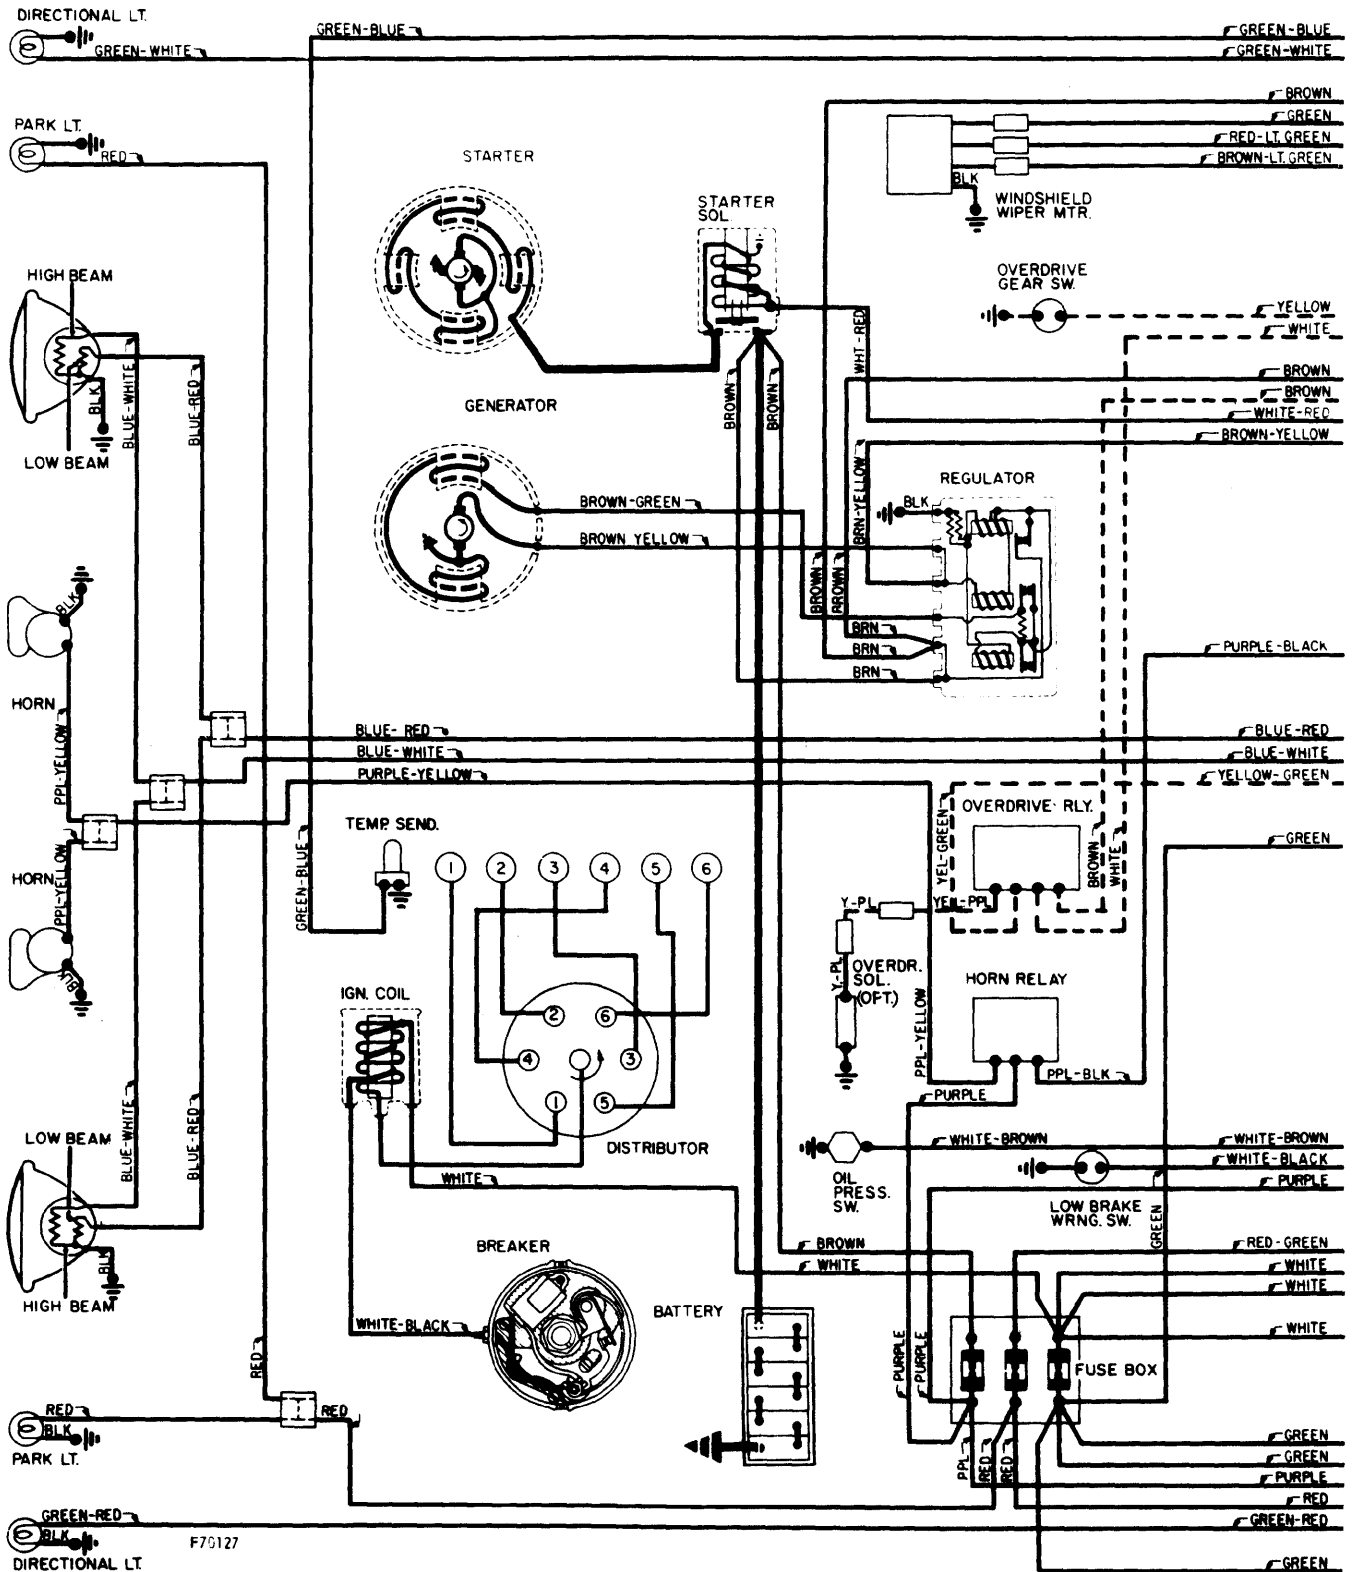 DIRECTIONAL LT.
GREEN-WHITE
GREEN-BLUE
GREEN-BLUE
GREEN-WHITE
BROWN
GREEN
RED-LT. GREEN
BROWN-LT. GREEN
BLK
WINDSHIELD
WIPER MTR.
PARK LT.
RED
STARTER
STARTER
SOL.
OVERDRIVE
GEAR SW.
YELLOW
WHITE
BROWN
BROWN
WHITE-RED
BROWN-YELLOW
WHT-RED
HIGH BEAM
BLK
BLUE-WHITE
BLUE-RED
LOW BEAM
GENERATOR
BROWN
BROWN
BRN-YELLOW
BROWN-GREEN
BROWN YELLOW
REGULATOR
BLK
BROWN
BROWN
BRN
BRN
BRN
PURPLE-BLACK
BLK
HORN
PPL-YELLOW
BLUE-RED
BLUE-WHITE
PURPLE-YELLOW
BLUE-RED
BLUE-WHITE
YELLOW-GREEN
OVERDRIVE RLY.
YEL-GREEN
BROWN
WHITE
GREEN
TEMP. SEND.
GREEN-BLUE
1 2 3 4 5 6
HORN
PPL-YELLOW
BLK
Y-PL
YEL-PPL
Y-PL
OVERDR.
SOL.
(OPT.)
HORN RELAY
PPL-YELLOW
PPL-BLK
PURPLE
IGN. COIL
2 6
4 3
1 5
DISTRIBUTOR
WHITE
LOW BEAM
BLUE-WHITE
BLUE-RED
BLK
HIGH BEAM
OIL
PRESS.
SW.
WHITE-BROWN
WHITE-BROWN
WHITE-BLACK
PURPLE
LOW BRAKE
WRNG. SW.
GREEN
BROWN
WHITE
RED-GREEN
WHITE
WHITE
WHITE
BREAKER
WHITE-BLACK
BATTERY
PURPLE
PURPLE
FUSE BOX
RED
RED
BLK
PARK LT.
RED
PPL
RED
RED
GREEN
GREEN
PURPLE
RED
GREEN-RED
GREEN
GREEN-RED
BLK
DIRECTIONAL LT.
F70127